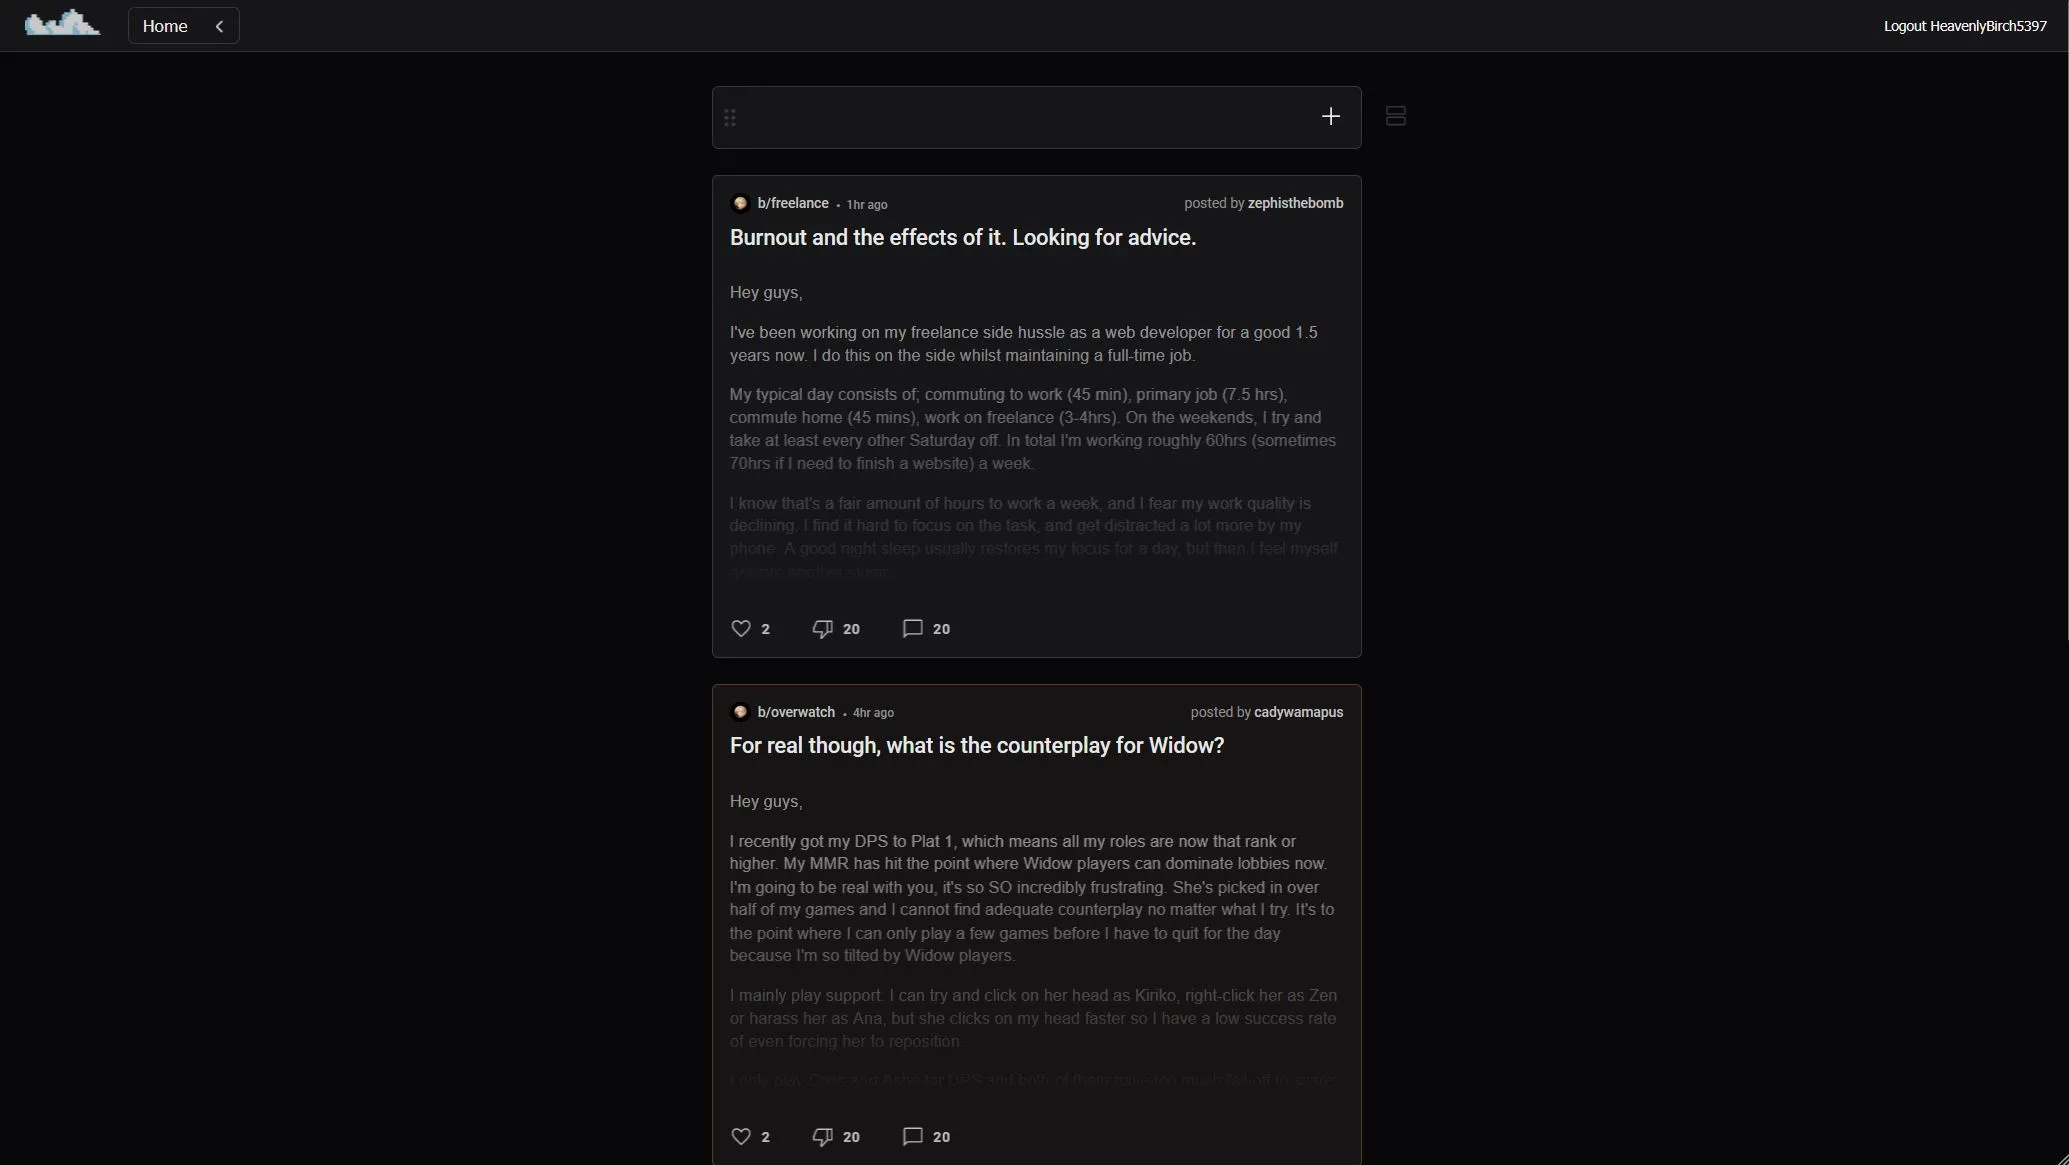 Home
Logout HeavenlyBirch5397
b/freelance • 1hr ago
posted by zephisthebomb
Burnout and the effects of it. Looking for advice.
Hey guys,
I've been working on my freelance side hussle as a web developer for a good 1.5
years now. I do this on the side whilst maintaining a full-time job.
My typical day consists of; commuting to work (45 min), primary job (7.5 hrs),
commute home (45 mins), work on freelance (3-4hrs). On the weekends, I try and
take at least every other Saturday off. In total I'm working roughly 60hrs (sometimes
70hrs if I need to finish a website) a week.
I know that's a fair amount of hours to work a week, and I fear my work quality is
declining. I find it hard to focus on the task, and get distracted a lot more by my
phone. A good night sleep usually restores my focus for a day, but then I feel myself
2
20
20
b/overwatch • 4hr ago
posted by cadywamapus
For real though, what is the counterplay for Widow?
Hey guys,
I recently got my DPS to Plat 1, which means all my roles are now that rank or
higher. My MMR has hit the point where Widow players can dominate lobbies now.
I'm going to be real with you, it's so SO incredibly frustrating. She's picked in over
half of my games and I cannot find adequate counterplay no matter what I try. It's to
the point where I can only play a few games before I have to quit for the day
because I'm so tilted by Widow players.
I mainly play support. I can try and click on her head as Kiriko, right-click her as Zen
or harass her as Ana, but she clicks on my head faster so I have a low success rate
of even forcing her to reposition.
I only play Cass and Ashe for DPS and both of them have too much fall-off to scare
2
20
20